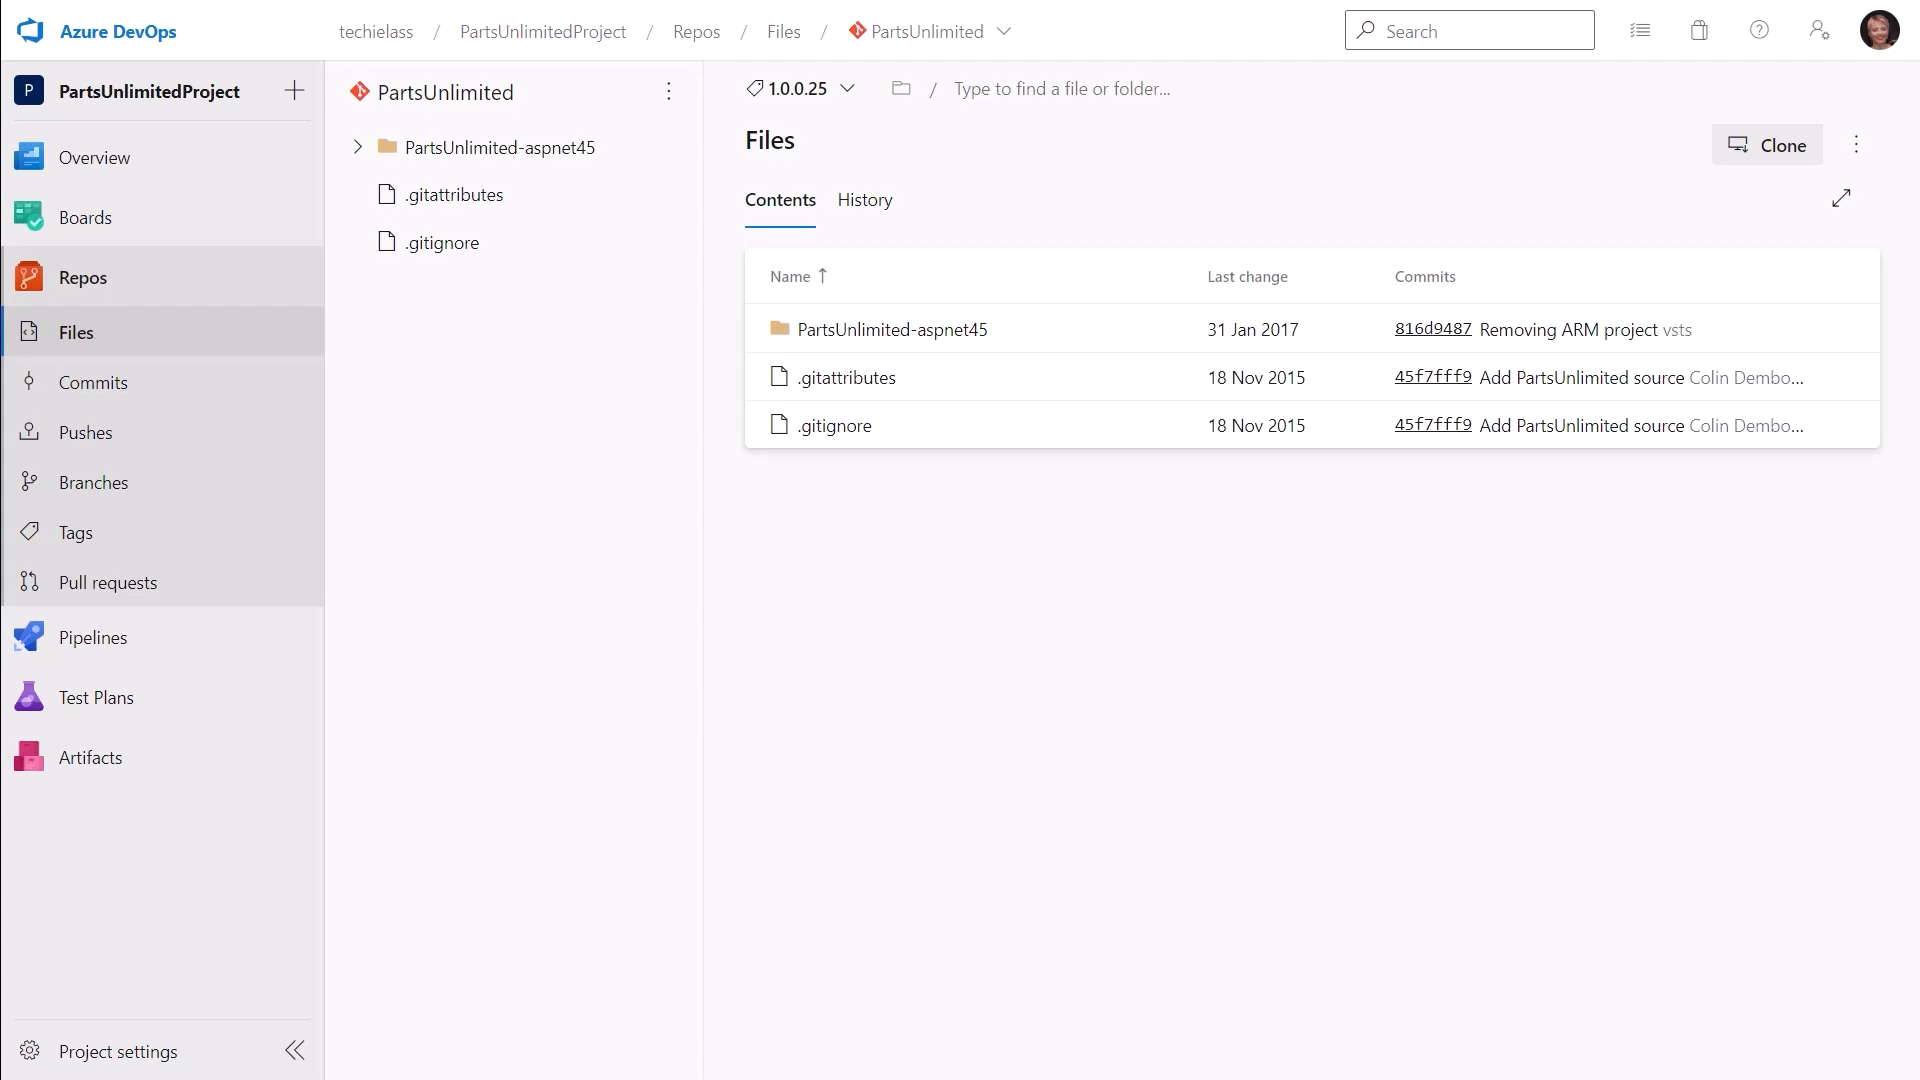 Azure DevOps
techielass / PartsUnlimitedProject / Repos / Files / PartsUnlimited
Search
P PartsUnlimitedProject
Overview
Boards
Repos
Files
Commits
Pushes
Branches
Tags
Pull requests
Pipelines
Test Plans
Artifacts
Project settings
PartsUnlimited
PartsUnlimited-aspnet45
.gitattributes
.gitignore
1.0.0.25 / Type to find a file or folder...
Files
Clone
Contents History
Name Last change Commits
PartsUnlimited-aspnet45 31 Jan 2017 816d9487 Removing ARM project vsts
.gitattributes 18 Nov 2015 45f7fff9 Add PartsUnlimited source Colin Dembo...
.gitignore 18 Nov 2015 45f7fff9 Add PartsUnlimited source Colin Dembo...